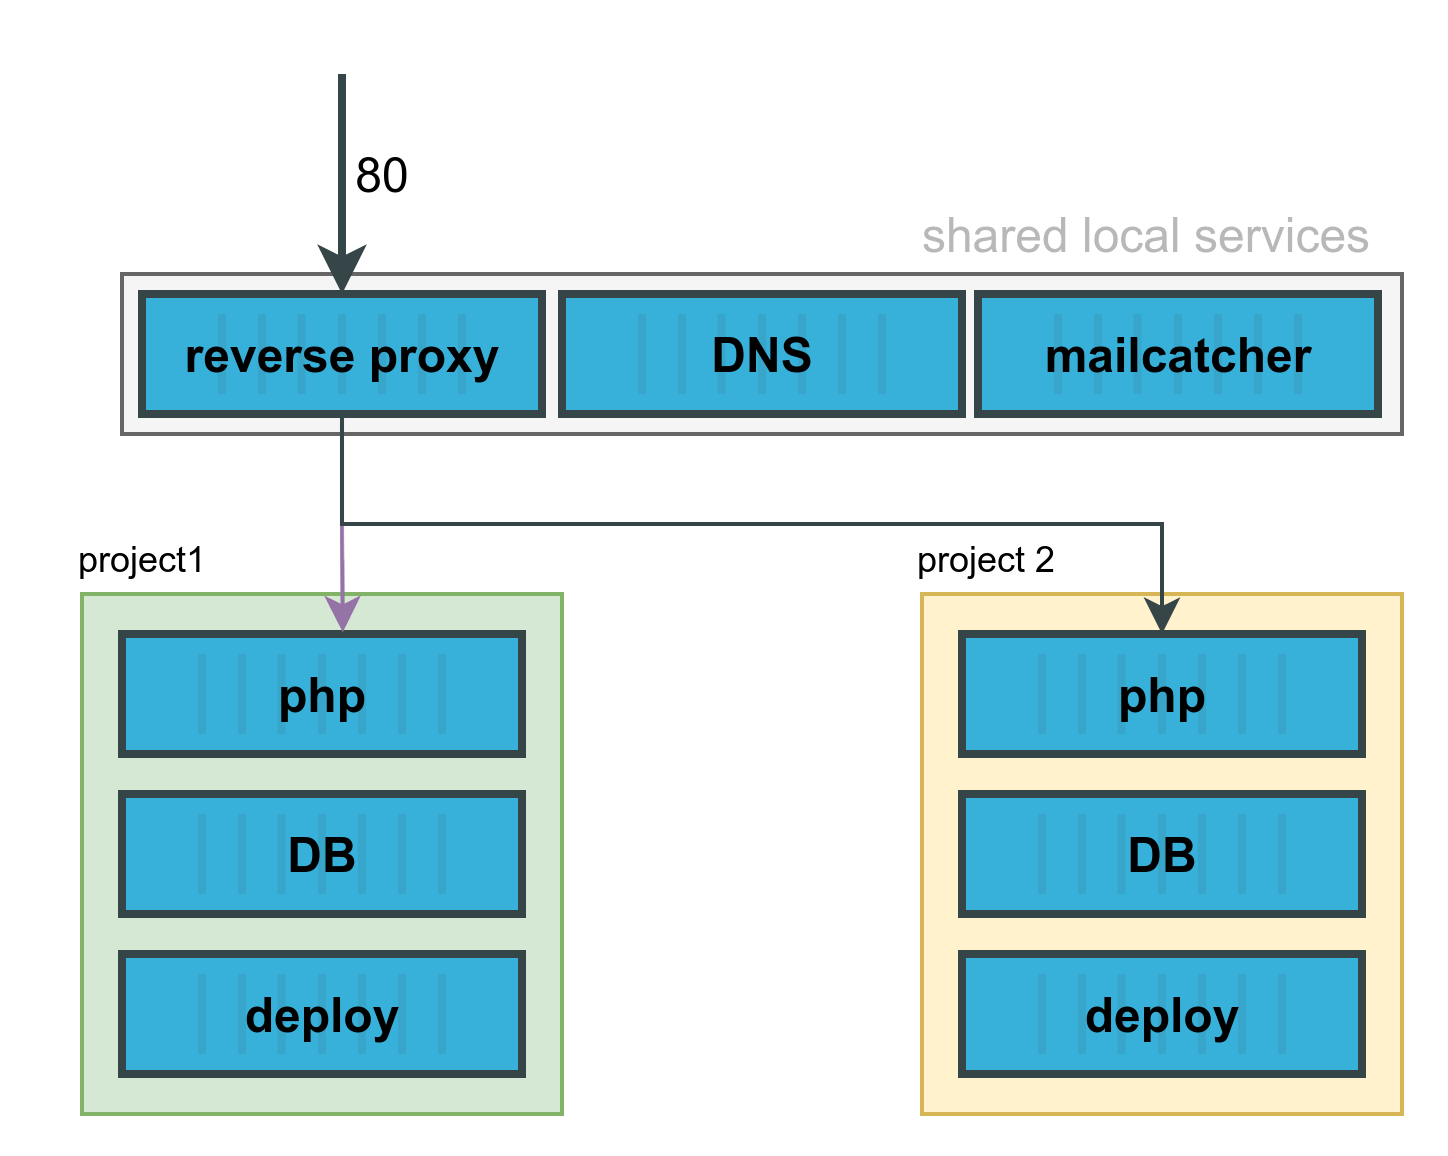 80
shared local services
reverse proxy
DNS
mailcatcher
project1
project 2
php
php
DB
DB
deploy
deploy